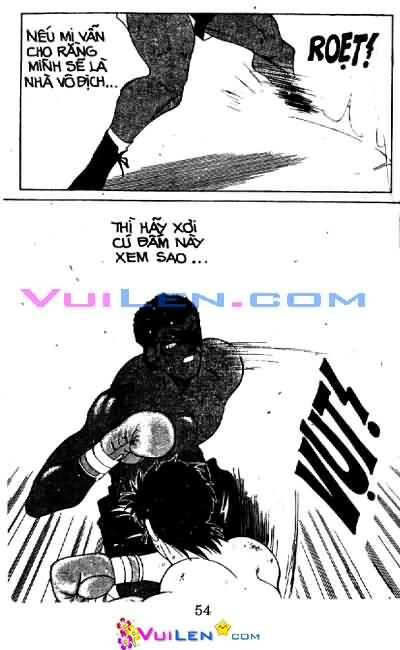 NẾU MI VẪN
CHO RẰNG
MÌNH SẼ LÀ
NHÀ VÔ ĐỊCH...
ROẸT!
THÌ HÃY XƠI
CÚ ĐẤM NÀY
XEM SAO...
VUILEN.COM
VỤT!
54
VUILEN.COM